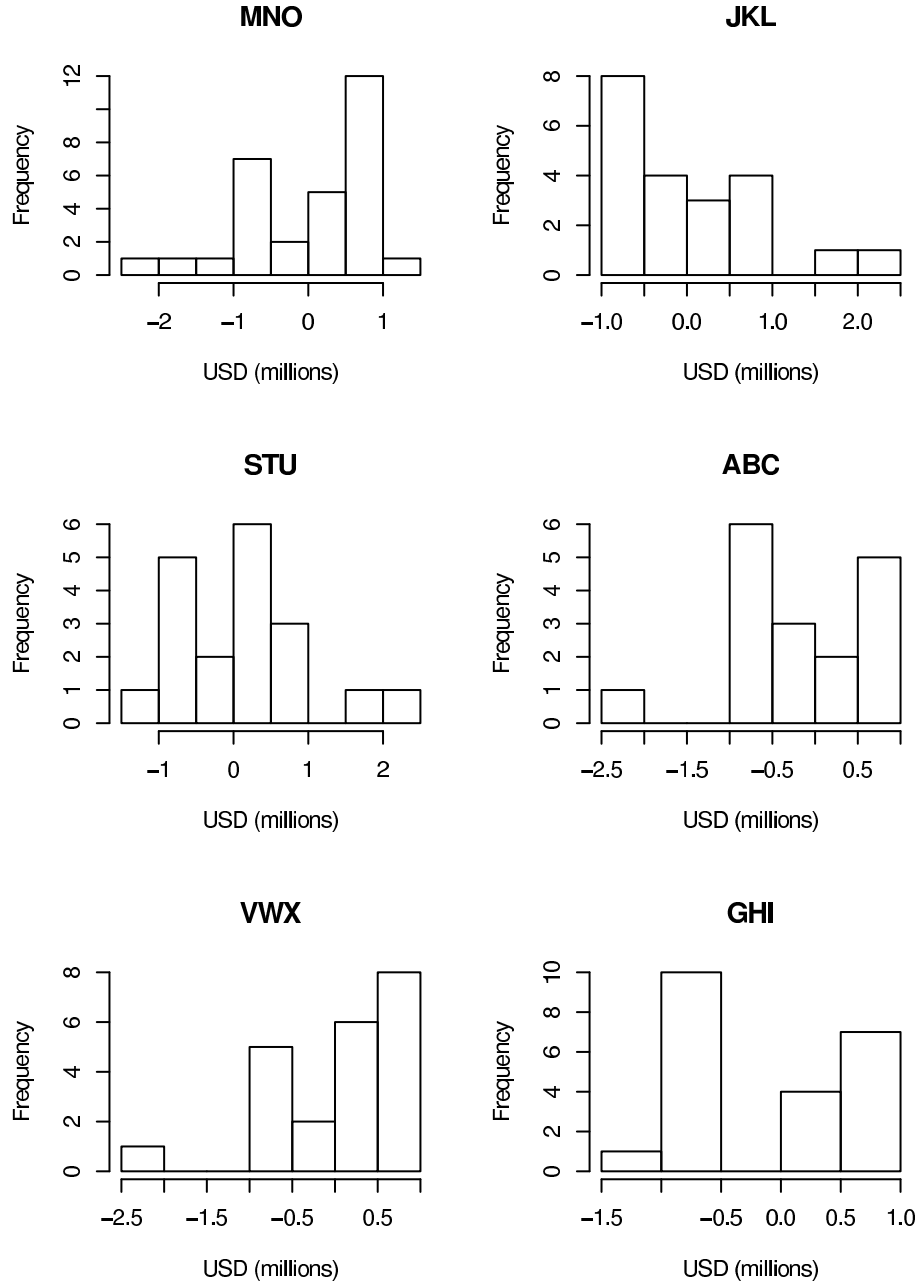 MNO
Frequency
0 2 4 6 8 12
−2 −1 0 1
USD (millions)
JKL
Frequency
0 2 4 6 8
−1.0 0.0 1.0 2.0
USD (millions)
STU
Frequency
0 1 2 3 4 5 6
−1 0 1 2
USD (millions)
ABC
Frequency
0 1 2 3 4 5 6
−2.5 −1.5 −0.5 0.5
USD (millions)
VWX
Frequency
0 2 4 6 8
−2.5 −1.5 −0.5 0.5
USD (millions)
GHI
Frequency
0 2 4 6 8 10
−1.5 −0.5 0.0 0.5 1.0
USD (millions)